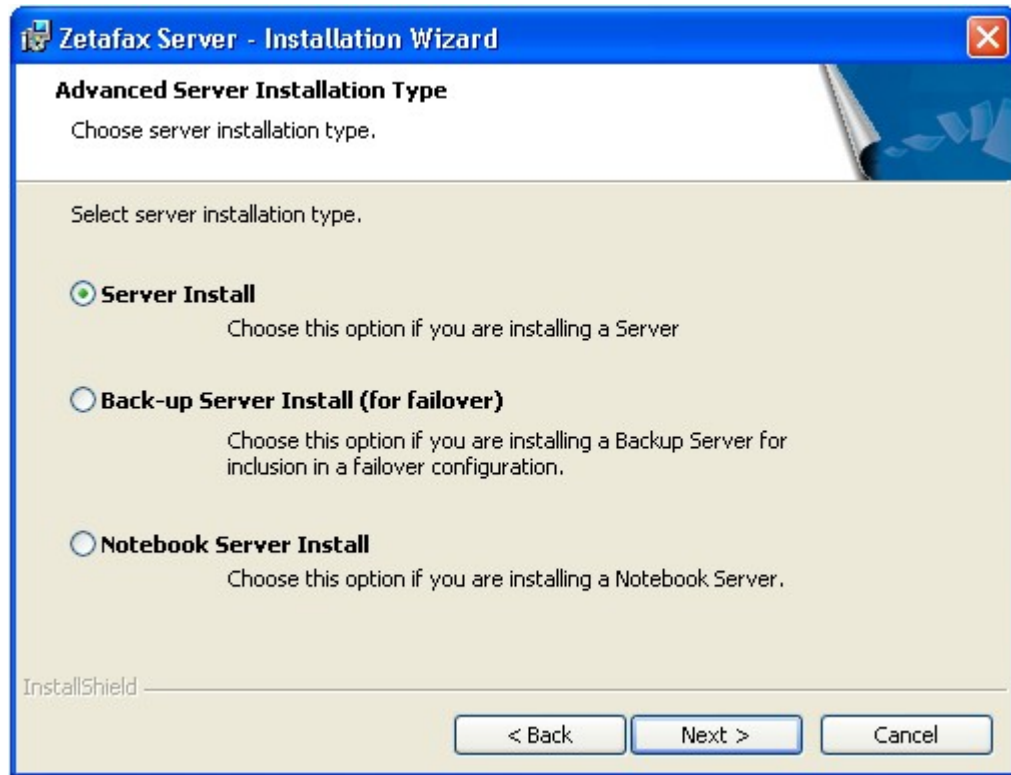 Zetafax Server - Installation Wizard
Advanced Server Installation Type
Choose server installation type.
Select server installation type.
Server Install
Choose this option if you are installing a Server
Back-up Server Install (for failover)
Choose this option if you are installing a Backup Server for
inclusion in a failover configuration.
Notebook Server Install
Choose this option if you are installing a Notebook Server.
InstallShield
< Back
Next >
Cancel